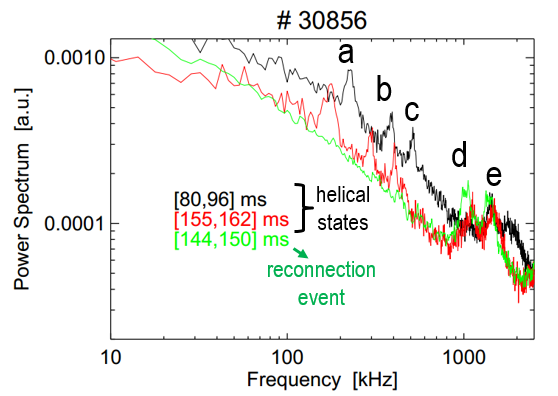 # 30856
0.0010
0.0001
Power Spectrum [a.u.]
a
b
c
d
e
[80,96] ms
[155,162] ms
[144,150] ms
helical
states
reconnection
event
10
100
1000
Frequency [kHz]